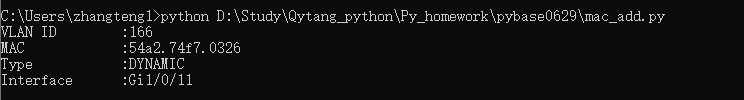 C:\Users\zhangteng1>python D:\Study\Qytang_python\Py_homework\pybase0629\mac_add.py
VLAN ID        :166
MAC            :54a2.74f7.0326
Type           :DYNAMIC
Interface      :Gi1/0/11